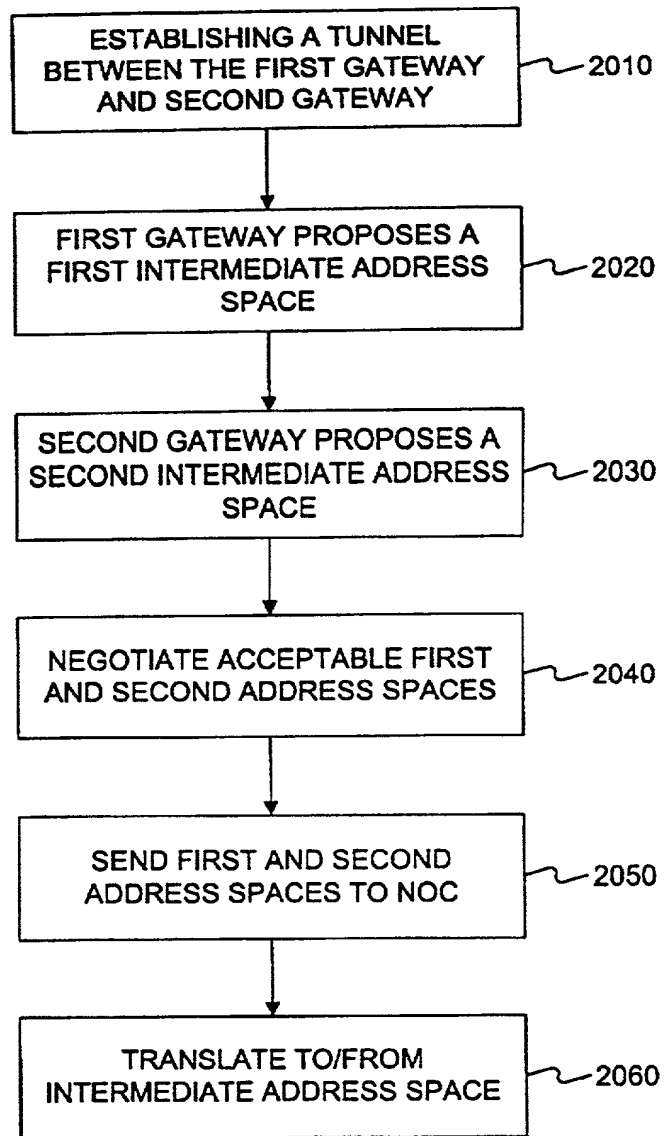 ESTABLISHING A TUNNEL
BETWEEN THE FIRST GATEWAY
AND SECOND GATEWAY
2010
FIRST GATEWAY PROPOSES A
FIRST INTERMEDIATE ADDRESS
SPACE
2020
SECOND GATEWAY PROPOSES A
SECOND INTERMEDIATE ADDRESS
SPACE
2030
NEGOTIATE ACCEPTABLE FIRST
AND SECOND ADDRESS SPACES
2040
SEND FIRST AND SECOND
ADDRESS SPACES TO NOC
2050
TRANSLATE TO/FROM
INTERMEDIATE ADDRESS SPACE
2060